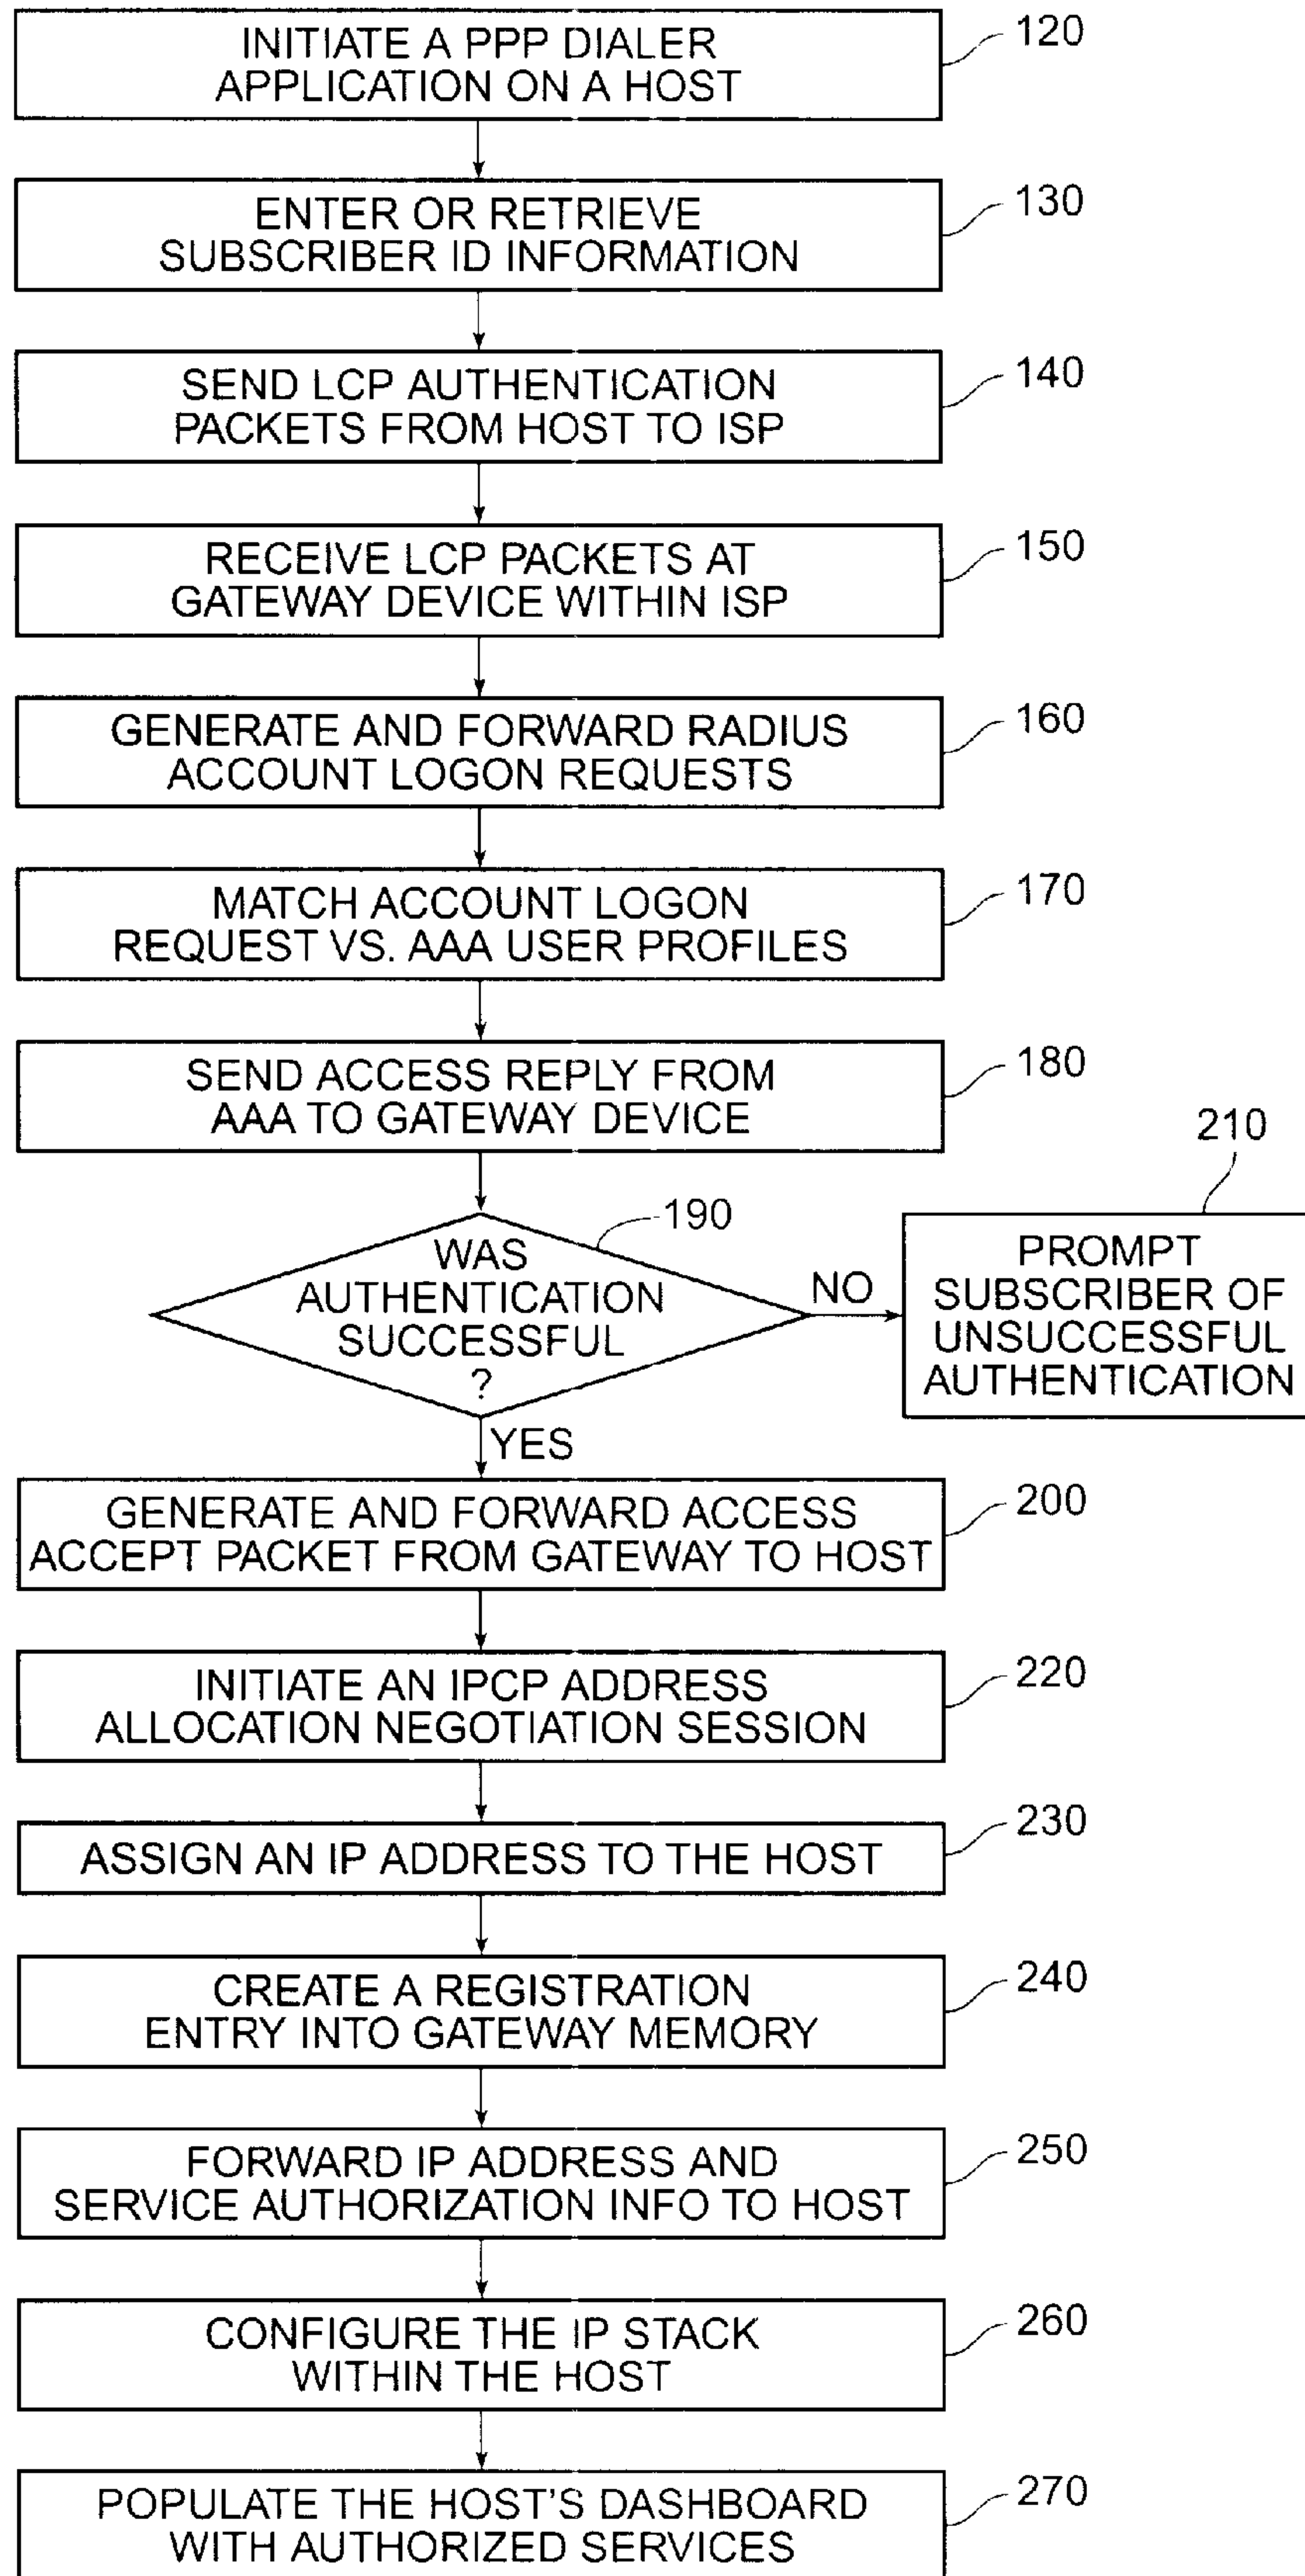 INITIATE A PPP DIALER
APPLICATION ON A HOST
120
ENTER OR RETRIEVE
SUBSCRIBER ID INFORMATION
130
SEND LCP AUTHENTICATION
PACKETS FROM HOST TO ISP
140
RECEIVE LCP PACKETS AT
GATEWAY DEVICE WITHIN ISP
150
GENERATE AND FORWARD RADIUS
ACCOUNT LOGON REQUESTS
160
MATCH ACCOUNT LOGON
REQUEST VS. AAA USER PROFILES
170
SEND ACCESS REPLY FROM
AAA TO GATEWAY DEVICE
180
WAS
AUTHENTICATION
SUCCESSFUL
?
190
NO
210
PROMPT
SUBSCRIBER OF
UNSUCCESSFUL
AUTHENTICATION
YES
GENERATE AND FORWARD ACCESS
ACCEPT PACKET FROM GATEWAY TO HOST
200
INITIATE AN IPCP ADDRESS
ALLOCATION NEGOTIATION SESSION
220
ASSIGN AN IP ADDRESS TO THE HOST
230
CREATE A REGISTRATION
ENTRY INTO GATEWAY MEMORY
240
FORWARD IP ADDRESS AND
SERVICE AUTHORIZATION INFO TO HOST
250
CONFIGURE THE IP STACK
WITHIN THE HOST
260
POPULATE THE HOST'S DASHBOARD
WITH AUTHORIZED SERVICES
270